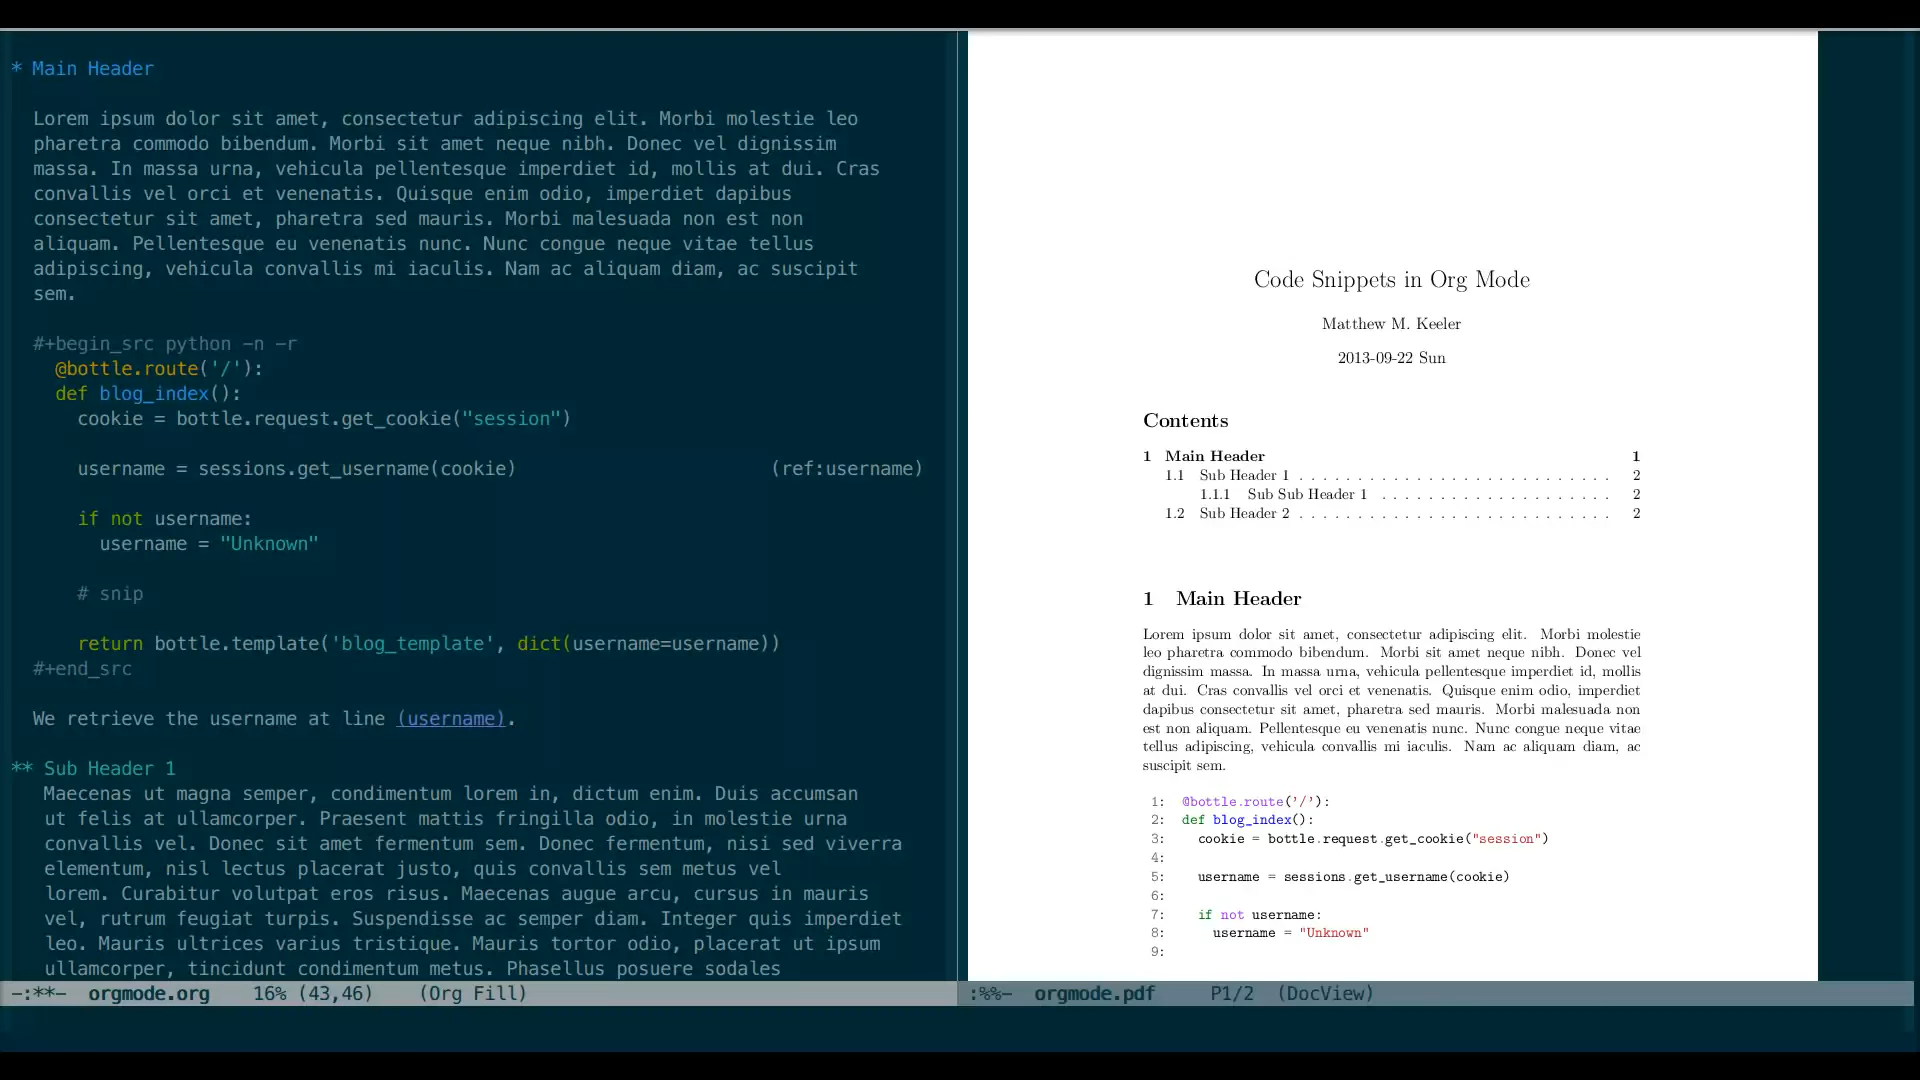 * Main Header
Lorem ipsum dolor sit amet, consectetur adipiscing elit. Morbi molestie leo
pharetra commodo bibendum. Morbi sit amet neque nibh. Donec vel dignissim
massa. In massa urna, vehicula pellentesque imperdiet id, mollis at dui. Cras
convallis vel orci et venenatis. Quisque enim odio, imperdiet dapibus
consectetur sit amet, pharetra sed mauris. Morbi malesuada non est non
aliquam. Pellentesque eu venenatis nunc. Nunc congue neque vitae tellus
adipiscing, vehicula convallis mi iaculis. Nam ac aliquam diam, ac suscipit
sem.
#+begin_src python -n -r
@bottle.route('/'):
def blog_index():
cookie = bottle.request.get_cookie("session")
username = sessions.get_username(cookie) (ref:username)
if not username:
username = "Unknown"
# snip
return bottle.template('blog_template', dict(username=username))
#+end_src
We retrieve the username at line (username).
** Sub Header 1
Maecenas ut magna semper, condimentum lorem in, dictum enim. Duis accumsan
ut felis at ullamcorper. Praesent mattis fringilla odio, in molestie urna
convallis vel. Donec sit amet fermentum sem. Donec fermentum, nisi sed viverra
elementum, nisl lectus placerat justo, quis convallis sem metus vel
lorem. Curabitur volutpat eros risus. Maecenas augue arcu, cursus in mauris
vel, rutrum feugiat turpis. Suspendisse ac semper diam. Integer quis imperdiet
leo. Mauris ultrices varius tristique. Mauris tortor odio, placerat ut ipsum
ullamcorper, tincidunt condimentum metus. Phasellus posuere sodales
-:**- orgmode.org 16% (43,46) (Org Fill)
Code Snippets in Org Mode
Matthew M. Keeler
2013-09-22 Sun
Contents
1 Main Header 1
1.1 Sub Header 1 . . . . . . . . . . . . . . . . . . . . . . . . . . . 2
1.1.1 Sub Sub Header 1 . . . . . . . . . . . . . . . . . . . . 2
1.2 Sub Header 2 . . . . . . . . . . . . . . . . . . . . . . . . . . . 2
1 Main Header
Lorem ipsum dolor sit amet, consectetur adipiscing elit. Morbi molestie
leo pharetra commodo bibendum. Morbi sit amet neque nibh. Donec vel
dignissim massa. In massa urna, vehicula pellentesque imperdiet id, mollis
at dui. Cras convallis vel orci et venenatis. Quisque enim odio, imperdiet
dapibus consectetur sit amet, pharetra sed mauris. Morbi malesuada non
est non aliquam. Pellentesque eu venenatis nunc. Nunc congue neque vitae
tellus adipiscing, vehicula convallis mi iaculis. Nam ac aliquam diam, ac
suscipit sem.
1: @bottle.route('/'):
2: def blog_index():
3: cookie = bottle.request.get_cookie("session")
4:
5: username = sessions.get_username(cookie)
6:
7: if not username:
8: username = "Unknown"
9:
:%%- orgmode.pdf P1/2 (DocView)